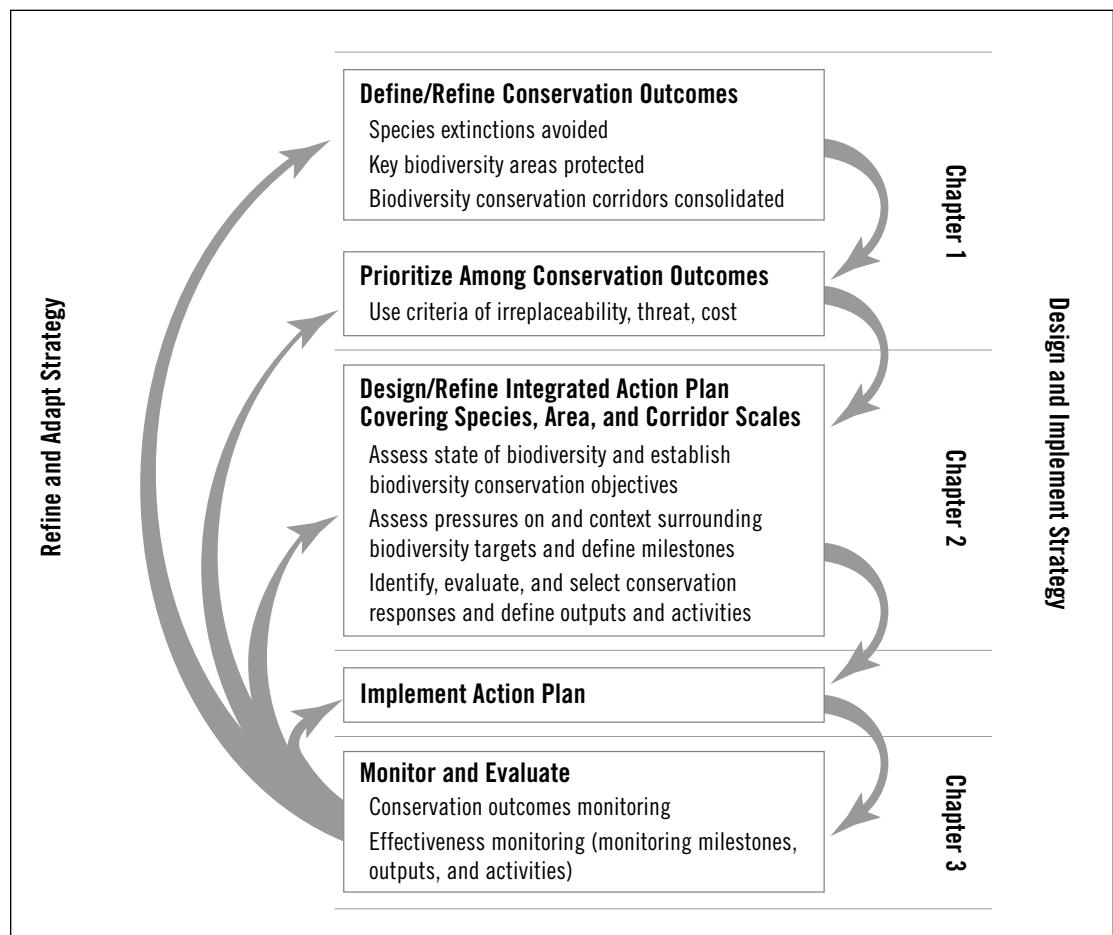 Define/Refine Conservation Outcomes
Species extinctions avoided
Key biodiversity areas protected
Biodiversity conservation corridors consolidated
Prioritize Among Conservation Outcomes
Use criteria of irreplaceability, threat, cost
Design/Refine Integrated Action Plan
Covering Species, Area, and Corridor Scales
Assess state of biodiversity and establish
biodiversity conservation objectives
Assess pressures on and context surrounding
biodiversity targets and define milestones
Identify, evaluate, and select conservation
responses and define outputs and activities
Implement Action Plan
Monitor and Evaluate
Conservation outcomes monitoring
Effectiveness monitoring (monitoring milestones,
outputs, and activities)
Refine and Adapt Strategy
Chapter 1
Chapter 2
Chapter 3
Design and Implement Strategy